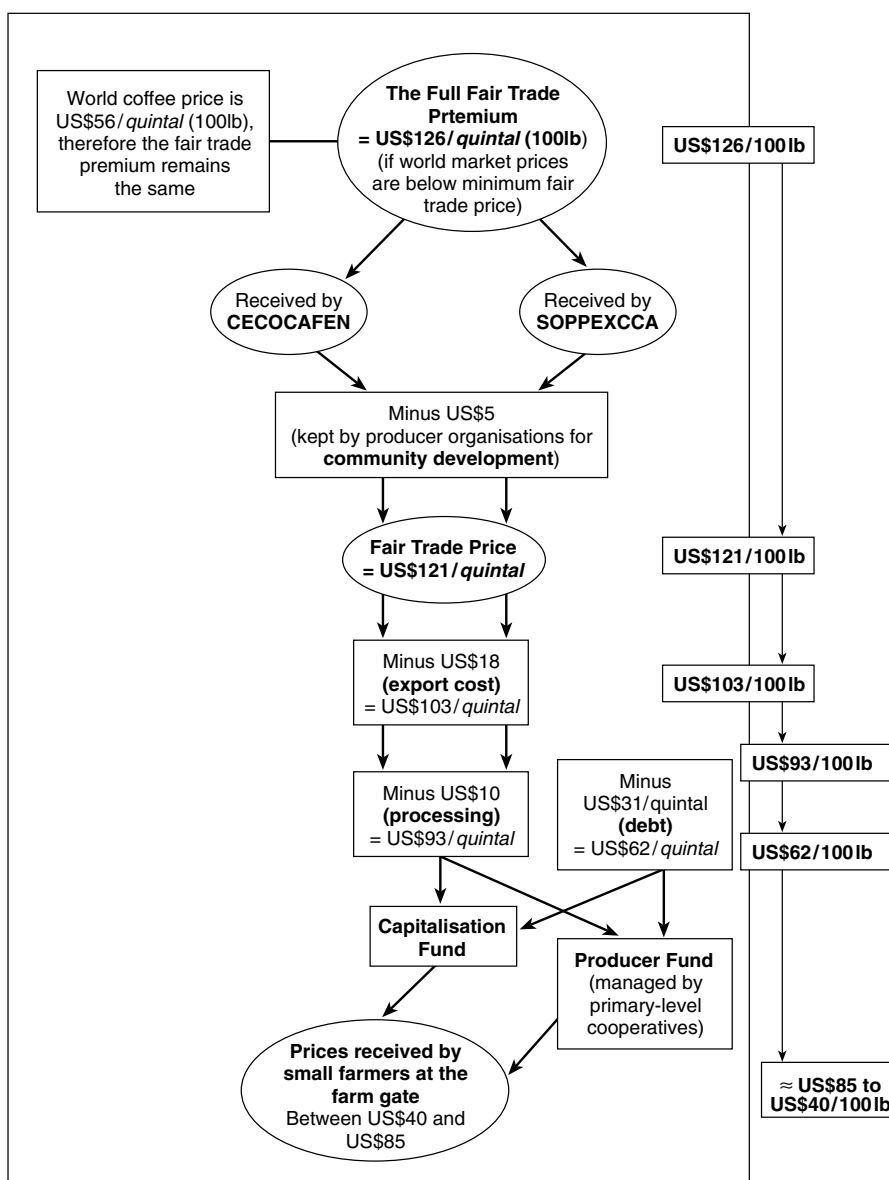 World coffee price is
US$56/quintal (100lb),
therefore the fair trade
premium remains
the same
The Full Fair Trade
Prtemium
= US$126/quintal (100lb)
(if world market prices
are below minimum fair
trade price)
US$126/100lb
Received by
CECOCAFEN
Received by
SOPPEXCCA
Minus US$5
(kept by producer organisations for
community development)
Fair Trade Price
= US$121/quintal
US$121/100lb
Minus US$18
(export cost)
= US$103/quintal
US$103/100lb
Minus US$10
(processing)
= US$93/quintal
Minus
US$31/quintal
(debt)
= US$62/quintal
US$93/100lb
US$62/100lb
Capitalisation
Fund
Producer Fund
(managed by
primary-level
cooperatives)
Prices received by
small farmers at the
farm gate
Between US$40 and
US$85
≈ US$85 to
US$40/100lb